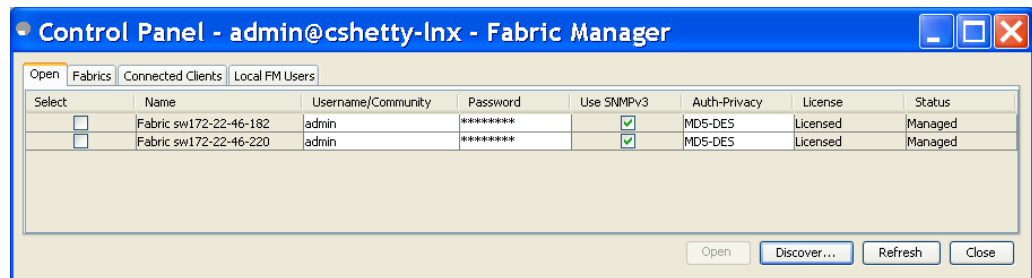 Control Panel - admin@cshetty-lnx - Fabric Manager
Open Fabrics Connected Clients Local FM Users
Select Name Username/Community Password Use SNMPv3 Auth-Privacy License Status
Fabric sw172-22-46-182 admin ******** MD5-DES Licensed Managed
Fabric sw172-22-46-220 admin ******** MD5-DES Licensed Managed
Open Discover... Refresh Close